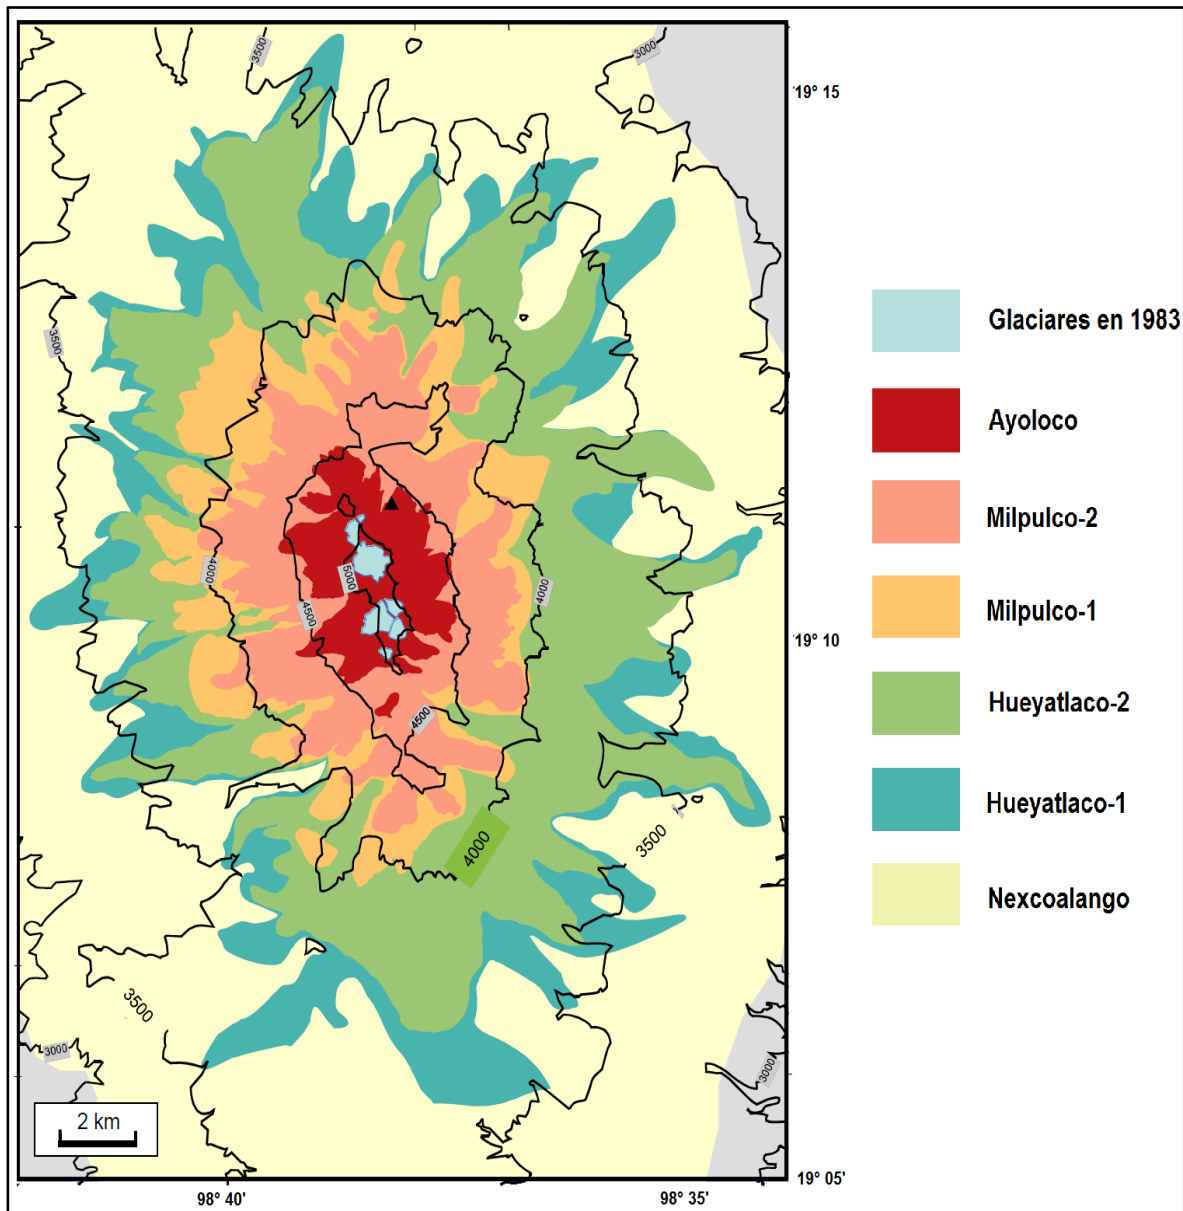 3500
3000
19° 15
3500
Glaciares en 1983
Ayoloco
Milpulco-2
4000
5000
4000
Milpulco-1
4500
19° 10
4500
Hueyatlaco-2
Hueyatlaco-1
3500
4000
Nexcoalango
3500
3000
3000
2 km
19° 05'
98° 40'
98° 35'